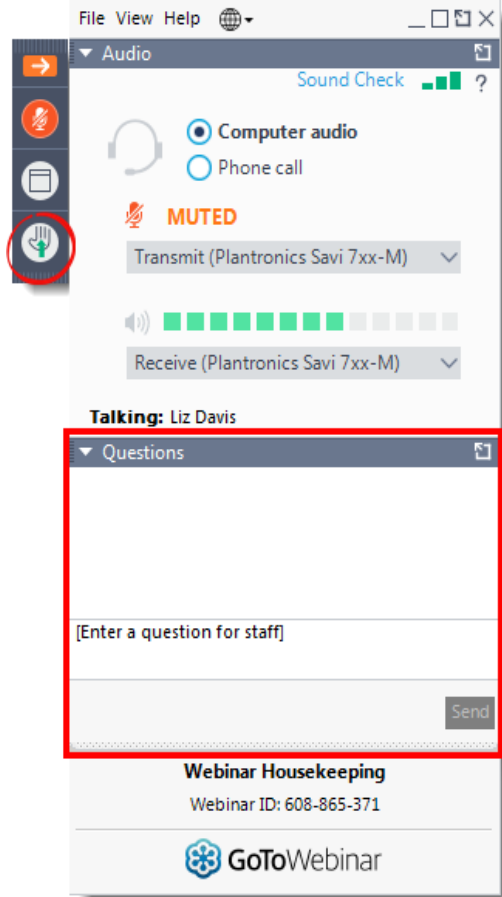 File View Help
Audio
Sound Check ?
Computer audio
Phone call
MUTED
Transmit (Plantronics Savi 7xx-M)
Receive (Plantronics Savi 7xx-M)
Talking: Liz Davis
Questions
[Enter a question for staff]
Send
Webinar Housekeeping
Webinar ID: 608-865-371
GoToWebinar